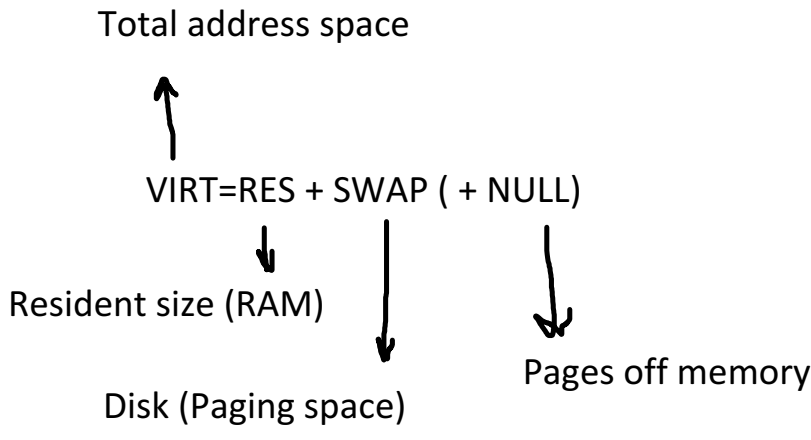 Total address space
VIRT=RES + SWAP ( + NULL)
Resident size (RAM)
Pages off memory
Disk (Paging space)